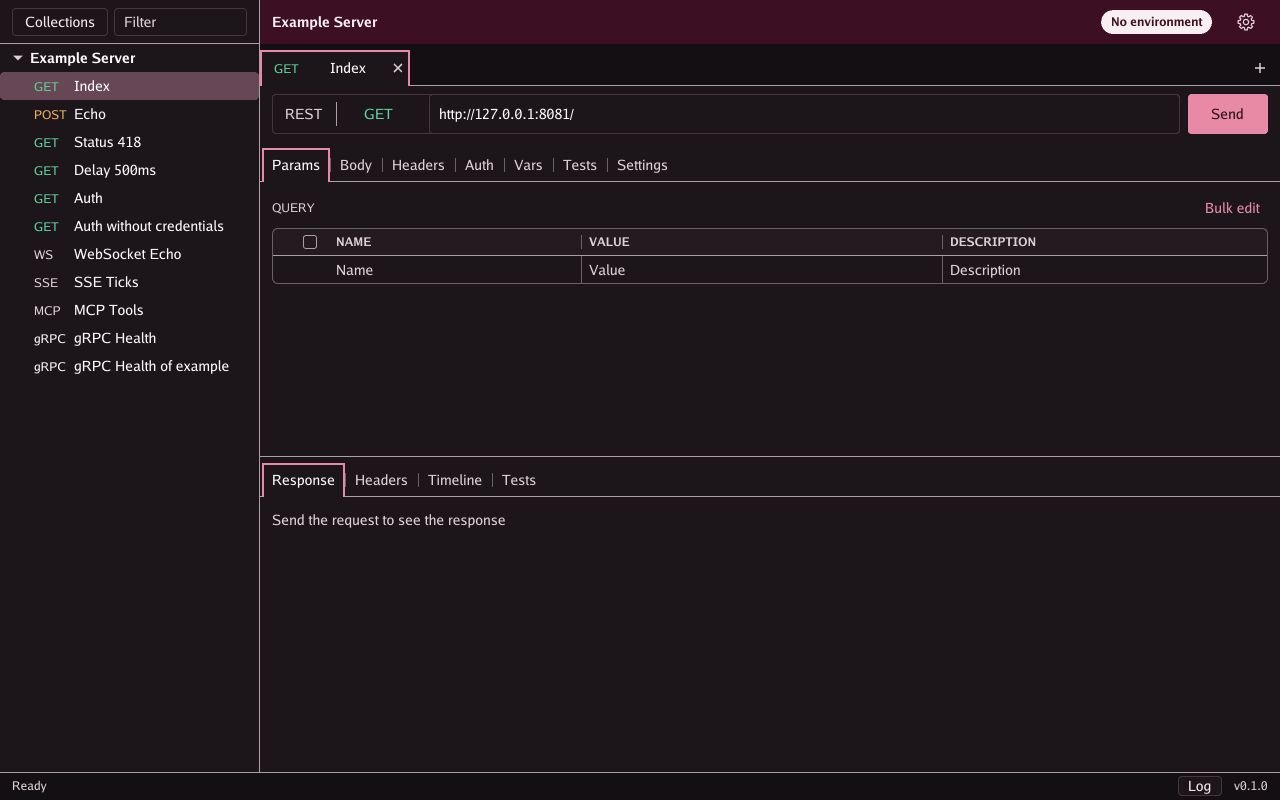 Collections Filter
Example Server
GET Index
POST Echo
GET Status 418
GET Delay 500ms
GET Auth
GET Auth without credentials
WS WebSocket Echo
SSE SSE Ticks
MCP MCP Tools
gRPC gRPC Health
gRPC gRPC Health of example
Example Server No environment
GET Index
REST GET http://127.0.0.1:8081/ Send
Params Body Headers Auth Vars Tests Settings
QUERY Bulk edit
NAME VALUE DESCRIPTION
Name Value Description
Response Headers Timeline Tests
Send the request to see the response
Ready Log v0.1.0